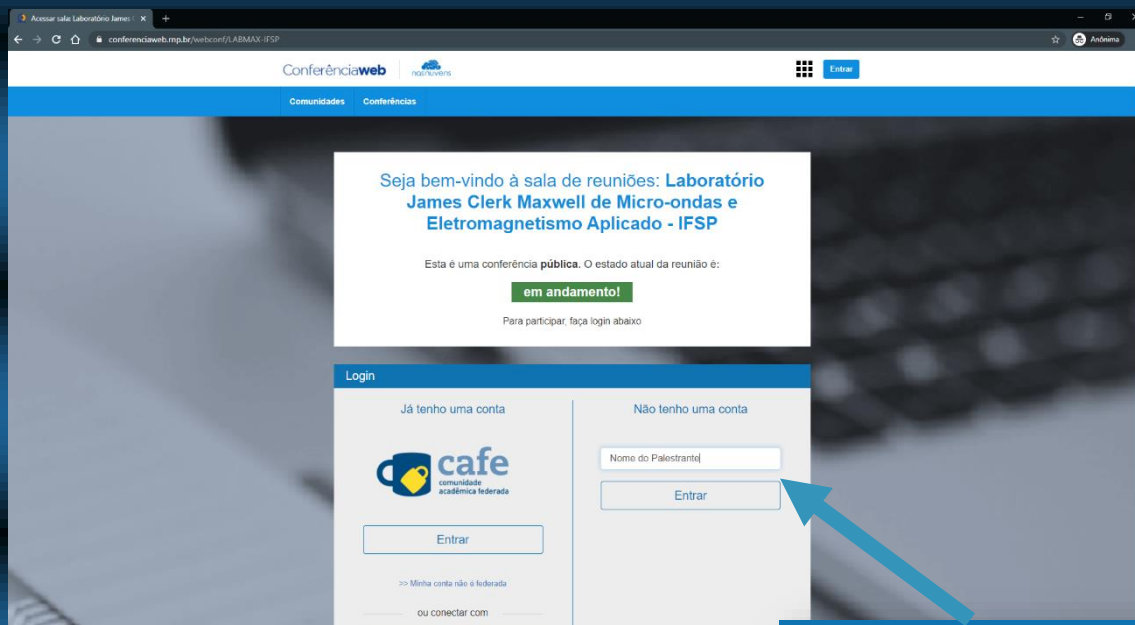 Acessar sala: Laboratório James C
conferenciaweb.rnp.br/webconf/LABMAX-IFSP
Anônima
Conferênciaweb
nasnuvens
Entrar
Comunidades Conferências
Seja bem-vindo à sala de reuniões: Laboratório
James Clerk Maxwell de Micro-ondas e
Eletromagnetismo Aplicado - IFSP
Esta é uma conferência pública. O estado atual da reunião é:
em andamento!
Para participar, faça login abaixo
Login
Já tenho uma conta
cafe
comunidade
acadêmica federada
Entrar
>> Minha conta não é federada
ou conectar com
Não tenho uma conta
Nome do Palestrante
Entrar